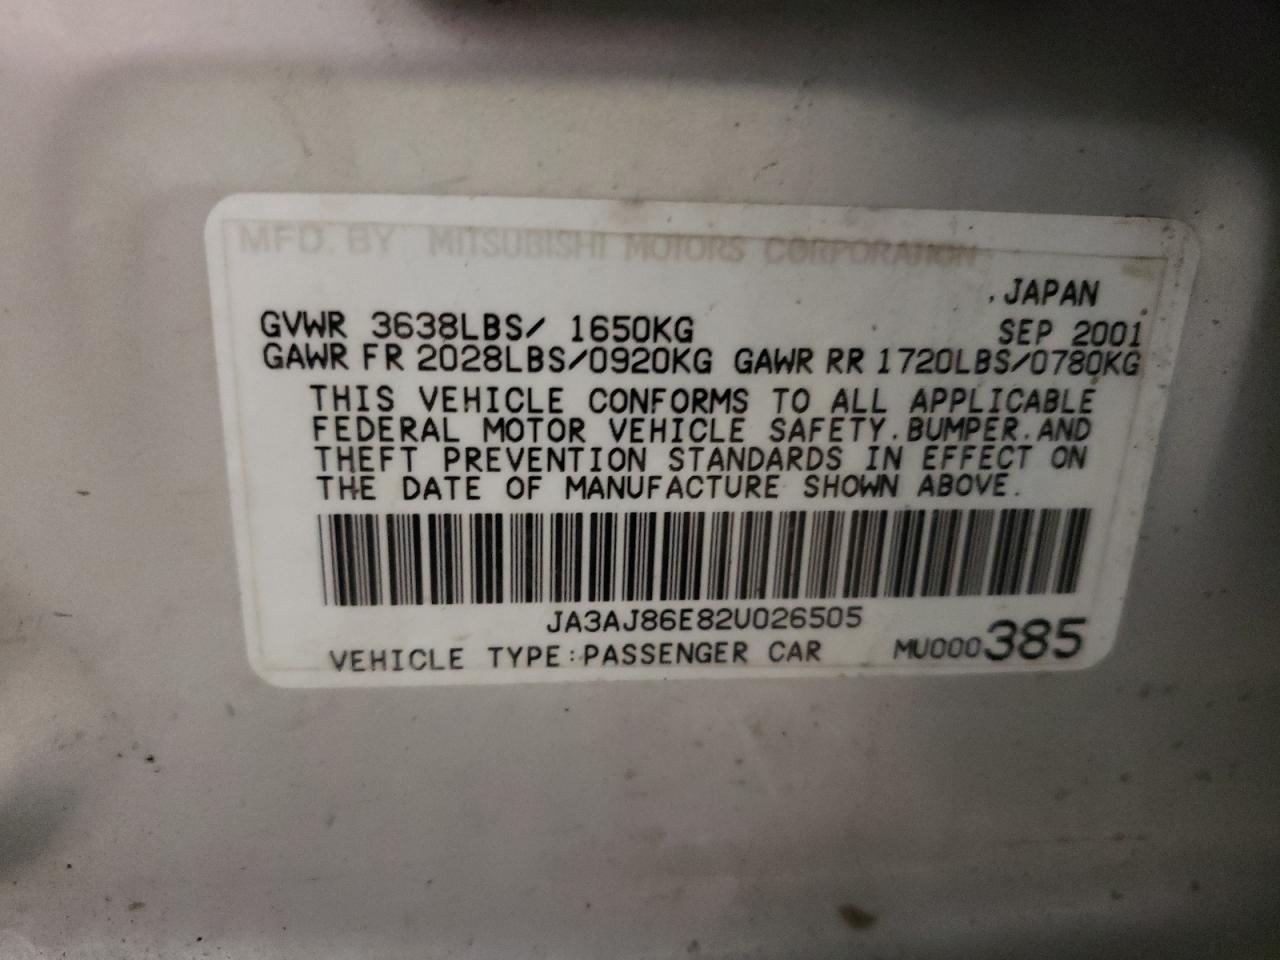 MFD. BY MITSUBISHI MOTORS CORPORATION
JAPAN
GVWR 3638LBS/ 1650KG SEP 2001
GAWR FR 2028LBS/0920KG GAWR RR 1720LBS/0780KG
THIS VEHICLE CONFORMS TO ALL APPLICABLE
FEDERAL MOTOR VEHICLE SAFETY.BUMPER.AND
THEFT PREVENTION STANDARDS IN EFFECT ON
THE DATE OF MANUFACTURE SHOWN ABOVE.
JA3AJ86E82U026505
VEHICLE TYPE:PASSENGER CAR MU000385